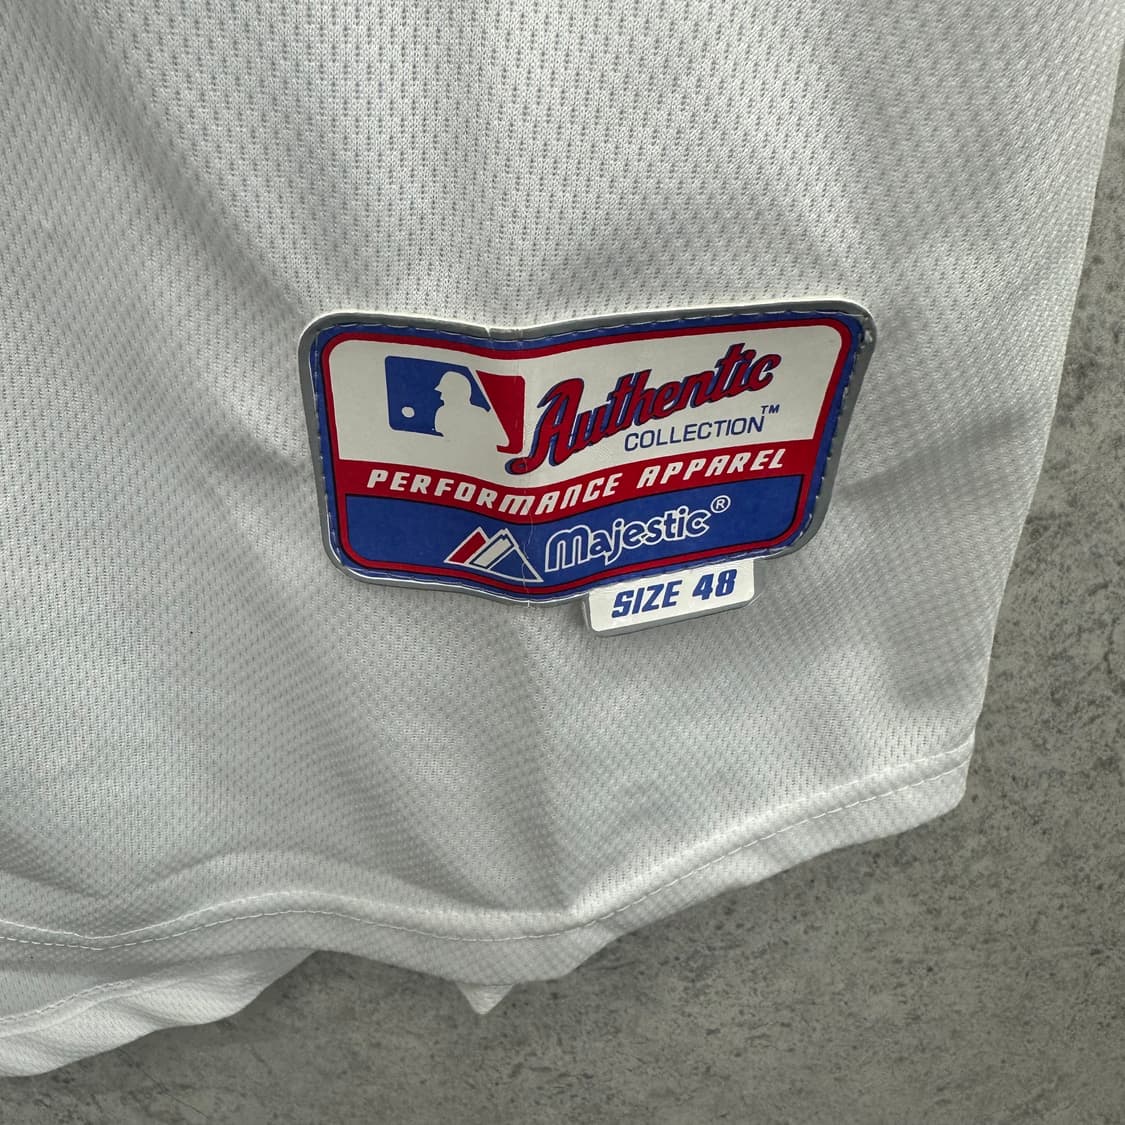 Authentic
COLLECTION™
PERFORMANCE APPAREL
Majestic®
SIZE 48